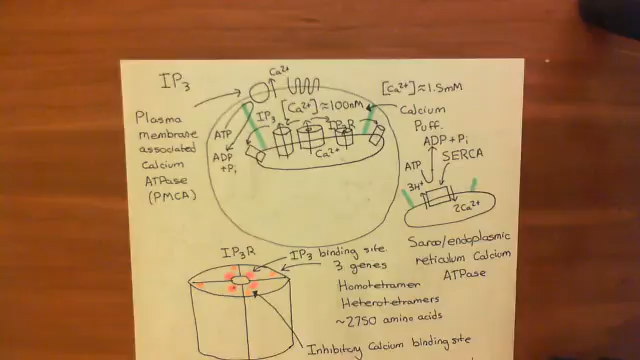 IP3
Ca2+
[Ca2+] ≈ 1.5mM
Plasma
membrane
associated
Calcium
ATPase
(PMCA)
ATP
ADP
+Pi
IP3
[Ca2+] ≈ 100nM
IP3R
Ca2+
Calcium
Puff.
ADP + Pi
SERCA
ATP
3H+
2Ca2+
Sarco/endoplasmic
reticulum Calcium
ATPase
IP3R
IP3 binding site
3 genes
Homotetramer
Heterotetramers
~2750 amino acids
Inhibitory Calcium binding site